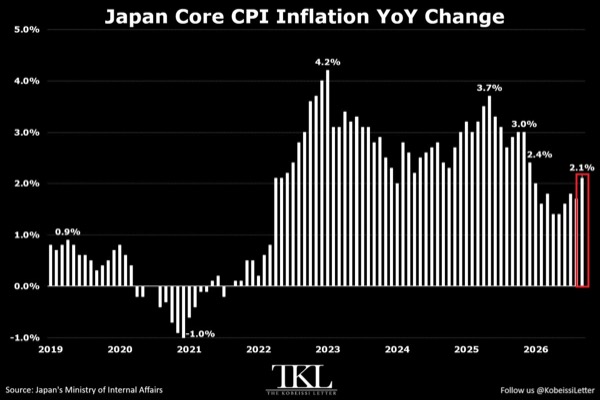 Japan Core CPI Inflation YoY Change
5.0%
4.2%
4.0%
3.7%
3.0%
3.0%
2.4%
2.1%
2.0%
0.9%
1.0%
0.0%
-1.0%
-1.0%
2019 2020 2021 2022 2023 2024 2025 2026
TKL
THE KOBEISSI LETTER
Source: Japan's Ministry of Internal Affairs
Follow us @KobeissiLetter